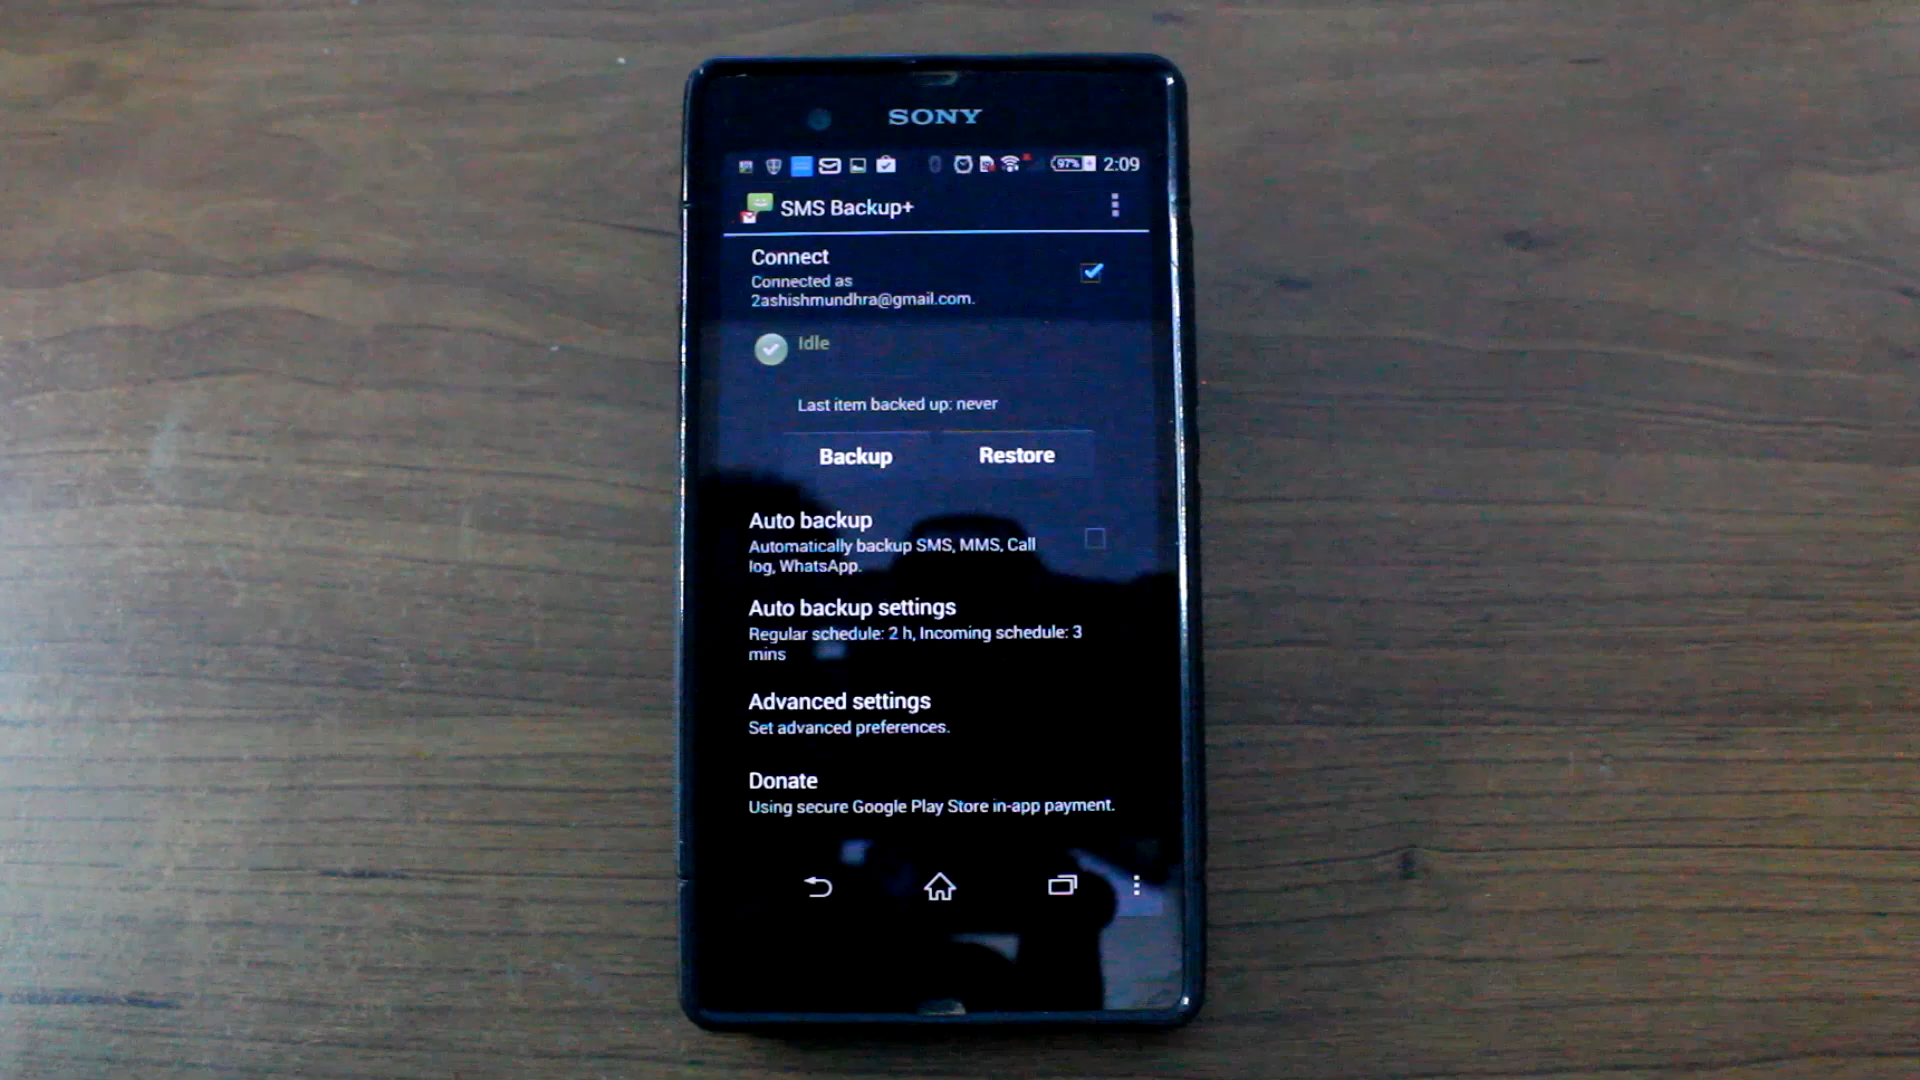 SONY
97% 2:09
SMS Backup+
Connect
Connected as
2ashishmundhra@gmail.com.
Idle
Last item backed up: never
Backup Restore
Auto backup
Automatically backup SMS, MMS, Call
log, WhatsApp.
Auto backup settings
Regular schedule: 2 h, Incoming schedule: 3
mins
Advanced settings
Set advanced preferences.
Donate
Using secure Google Play Store in-app payment.